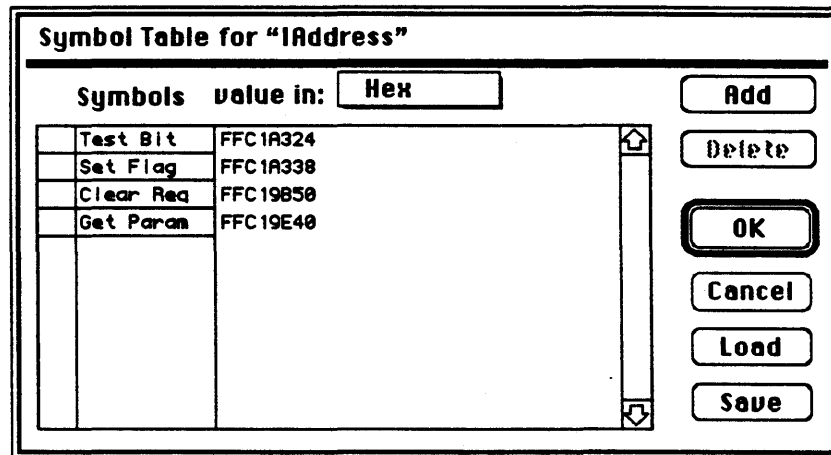 Symbol Table for “IAddress”
Symbols value in: Hex
Add
Test Bit FFC1A324
Delete
Set Flag FFC1A338
Clear Req FFC19B50
Get Param FFC19E40
OK
Cancel
Load
Save